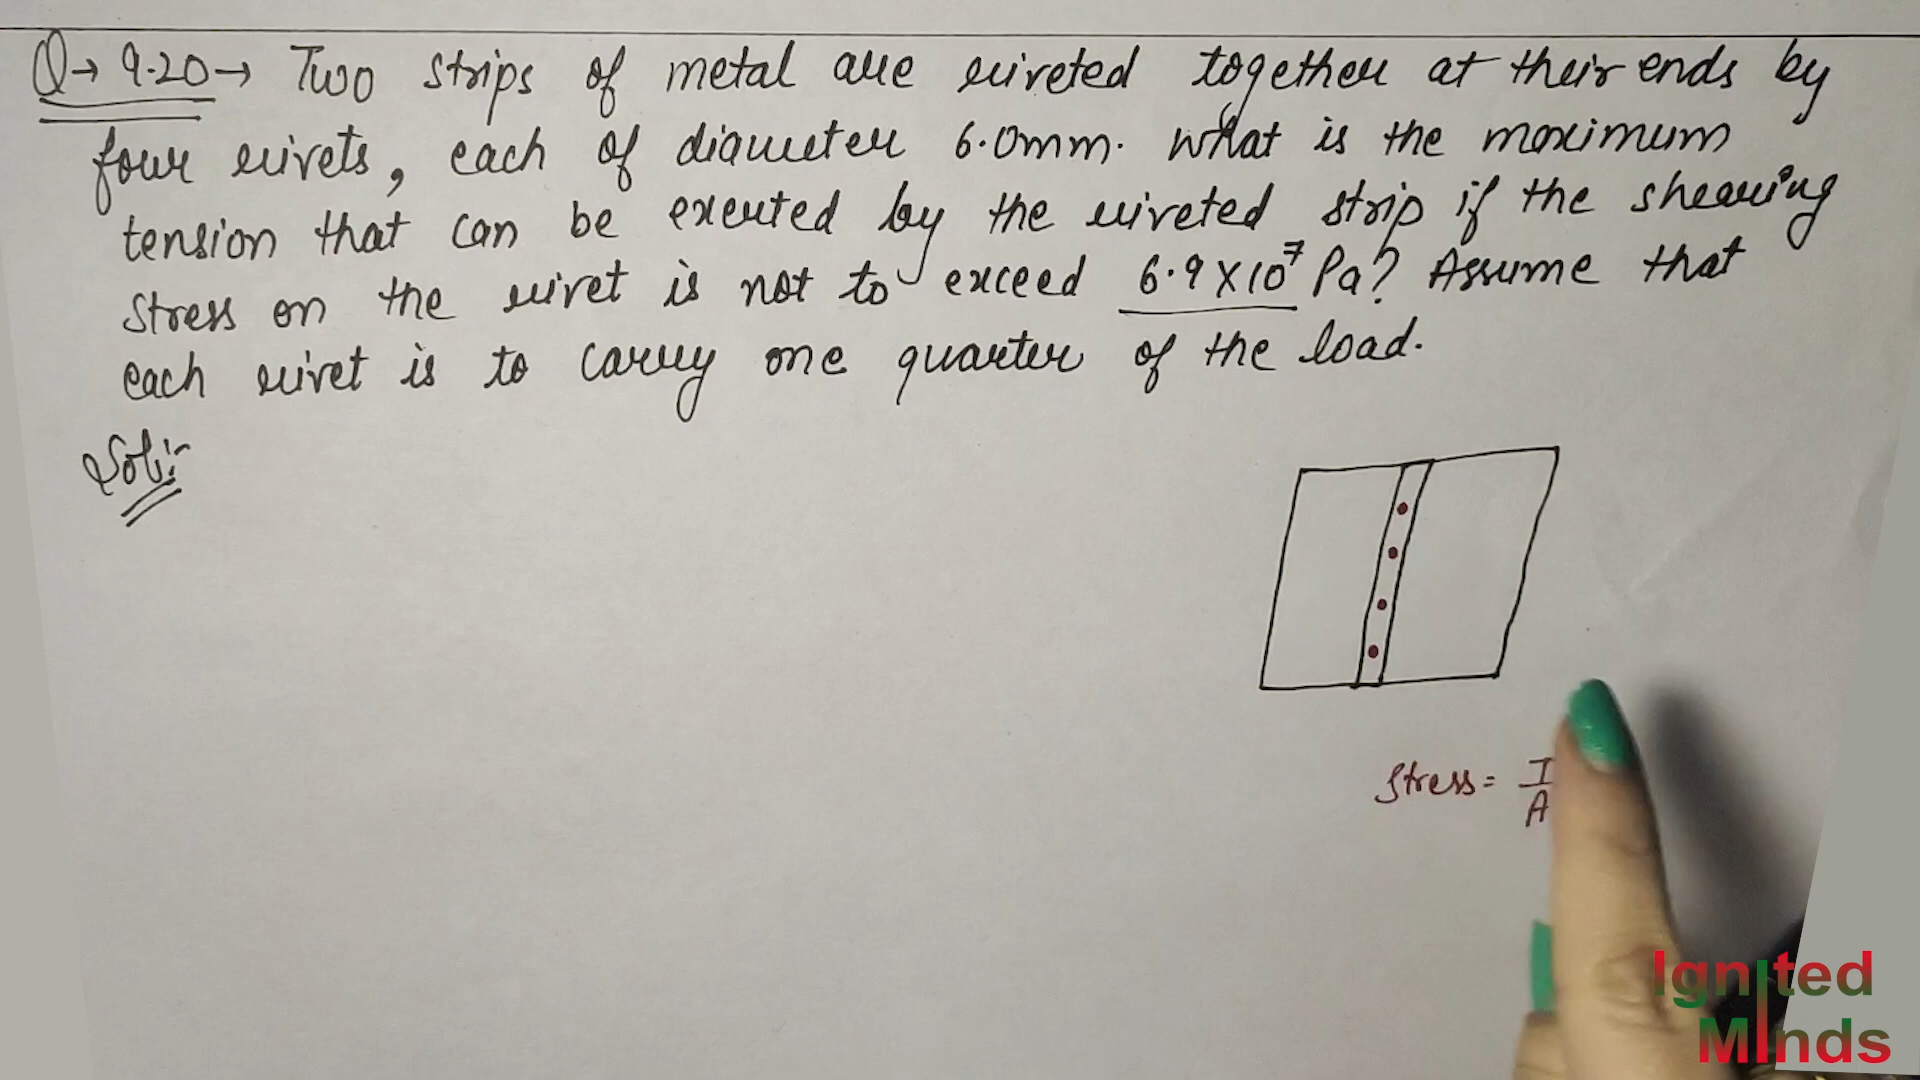 Q→ 9.20→ Two strips of metal are riveted together at their ends by
four rivets, each of diameter 6.0mm. What is the maximum
tension that can be exerted by the riveted strip if the shearing
stress on the rivet is not to exceed 6.9 X 10⁷ Pa? Assume that
each rivet is to carry one quarter of the load.
Sol:-
Stress = T/A
Ignited
Minds